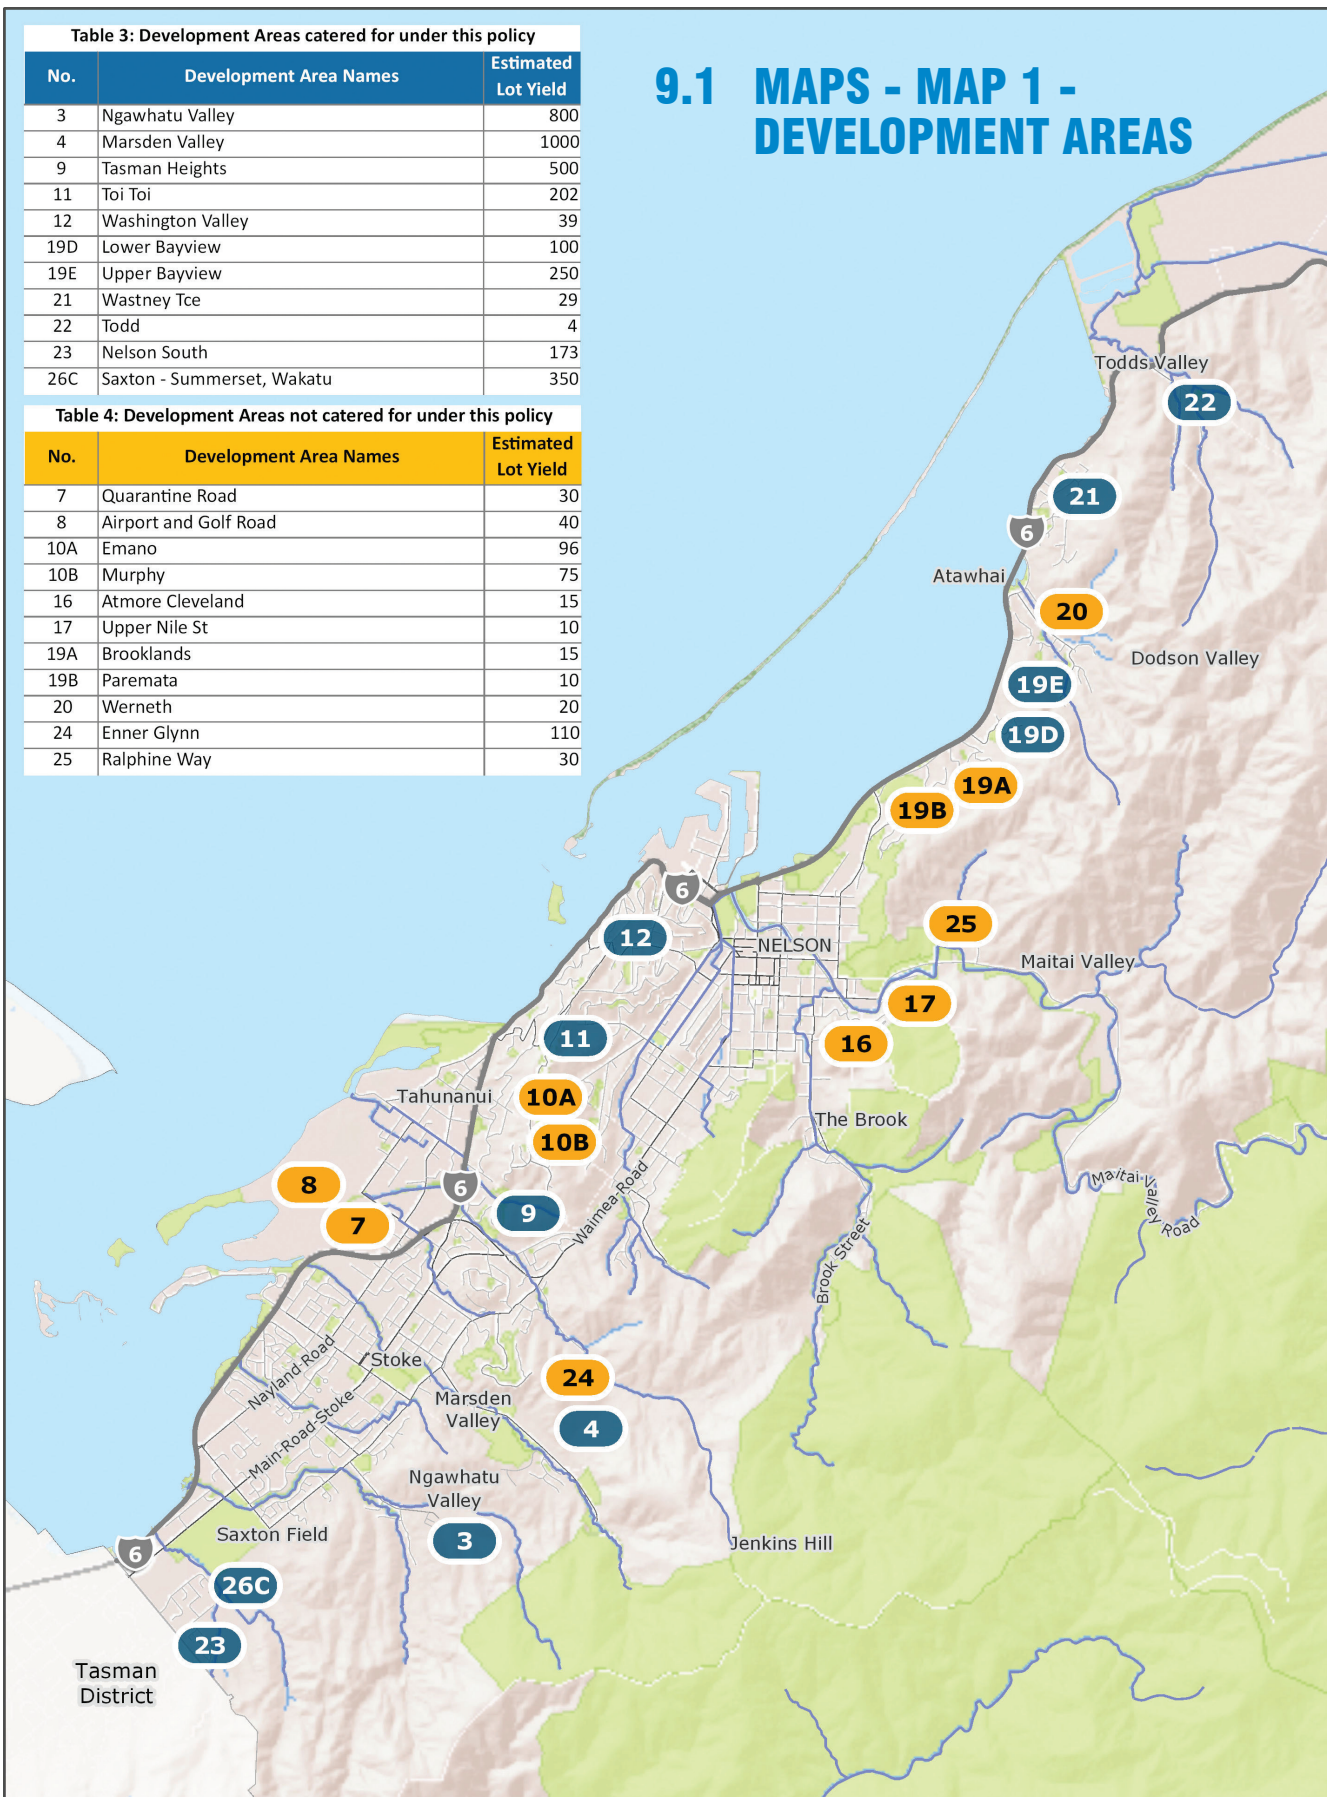 Table 3: Development Areas catered for under this policy
No. Development Area Names Estimated Lot Yield
3 Ngawhatu Valley 800
4 Marsden Valley 1000
9 Tasman Heights 500
11 Toi Toi 202
12 Washington Valley 39
19D Lower Bayview 100
19E Upper Bayview 250
21 Wastney Tce 29
22 Todd 4
23 Nelson South 173
26C Saxton - Summerset, Wakatu 350
Table 4: Development Areas not catered for under this policy
No. Development Area Names Estimated Lot Yield
7 Quarantine Road 30
8 Airport and Golf Road 40
10A Emano 96
10B Murphy 75
16 Atmore Cleveland 15
17 Upper Nile St 10
19A Brooklands 15
19B Paremata 10
20 Werneth 20
24 Enner Glynn 110
25 Ralphine Way 30
9.1 MAPS - MAP 1 -
DEVELOPMENT AREAS
Todds Valley
22
21
6
Atawhai
20
Dodson Valley
19E
19D
19A
19B
6
12
NELSON
25
Maitai Valley
17
16
11
Tahunanui
10A
10B
The Brook
8
6
7
9
Waimea-Road
Maitai Valley Road
Brook Street
Nayland-Road
Stoke
24
Marsden
Valley
4
Main-Road-Stoke
Ngawhatu
Valley
3
Saxton Field
Jenkins Hill
6
26C
23
Tasman
District